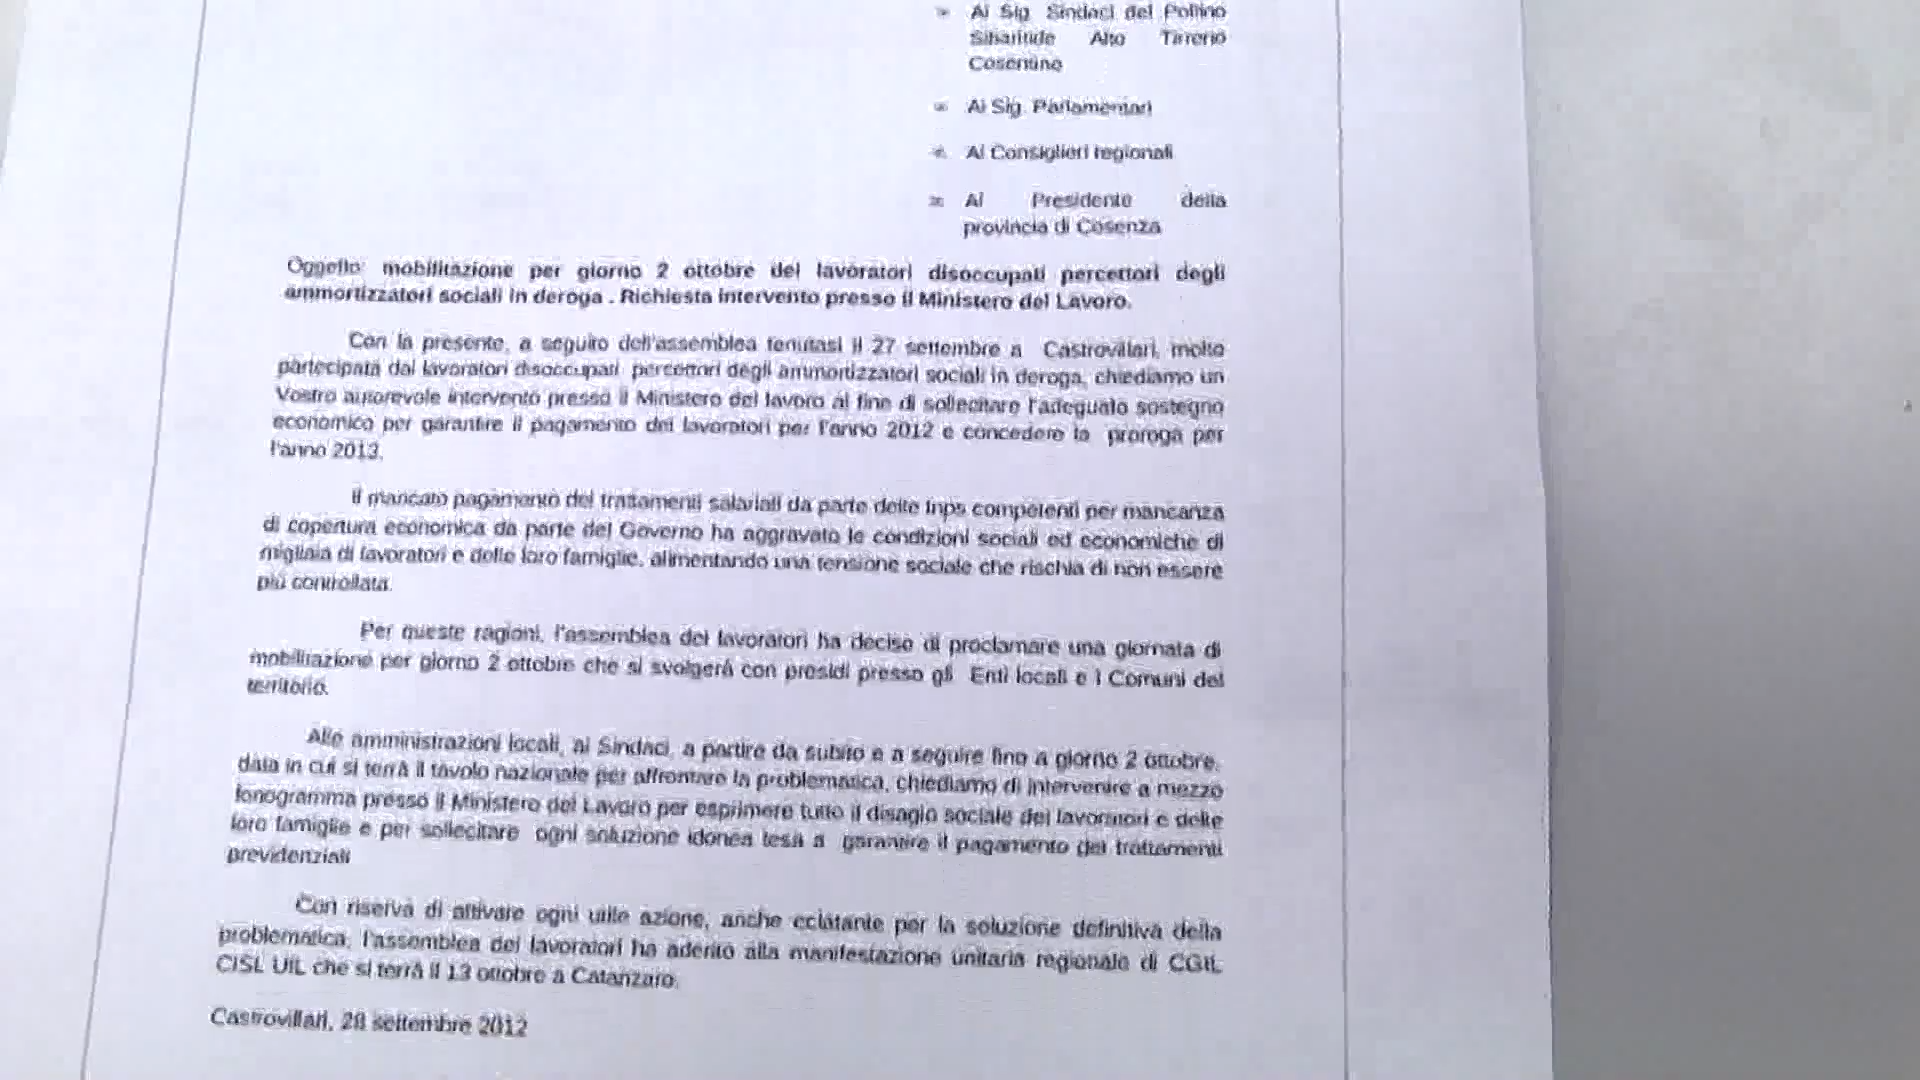 Ai Sig. Sindaci del Pollino
Sibaritide Alto Tirreno
Cosentino
Ai Sig. Parlamentari
Ai Consiglieri regionali
Al Presidente della
provincia di Cosenza
Oggetto: mobilitazione per giorno 2 ottobre dei lavoratori disoccupati percettori degli
ammortizzatori sociali in deroga . Richiesta intervento presso il Ministero del Lavoro.
Con la presente, a seguito dell'assemblea tenutasi il 27 settembre a Castrovillari, molto
partecipata dai lavoratori disoccupati percettori degli ammortizzatori sociali in deroga, chiediamo un
Vostro autorevole intervento presso il Ministero del lavoro al fine di sollecitare l'adeguato sostegno
economico per garantire il pagamento dei lavoratori per l'anno 2012 e concedere la proroga per
l'anno 2013.
Il mancato pagamento dei trattamenti salariali da parte delle Inps competenti per mancanza
di copertura economica da parte del Governo ha aggravato le condizioni sociali ed economiche di
migliaia di lavoratori e delle loro famiglie, alimentando una tensione sociale che rischia di non essere
più controllata.
Per queste ragioni, l'assemblea dei lavoratori ha deciso di proclamare una giornata di
mobilitazione per giorno 2 ottobre che si svolgerà con presidi presso gli Enti locali e i Comuni del
territorio.
Alle amministrazioni locali, ai Sindaci, a partire da subito e a seguire fino a giorno 2 ottobre,
data in cui si terrà il tavolo nazionale per affrontare la problematica, chiediamo di intervenire a mezzo
fonogramma presso il Ministero del Lavoro per esprimere tutto il disagio sociale dei lavoratori e delle
loro famiglie e per sollecitare ogni soluzione idonea tesa a garantire il pagamento dei trattamenti
previdenziali
Con riserva di attivare ogni utile azione, anche eclatante per la soluzione definitiva della
problematica, l'assemblea dei lavoratori ha aderito alla manifestazione unitaria regionale di CGIL
CISL UIL che si terrà il 13 ottobre a Catanzaro.
Castrovillari, 28 settembre 2012